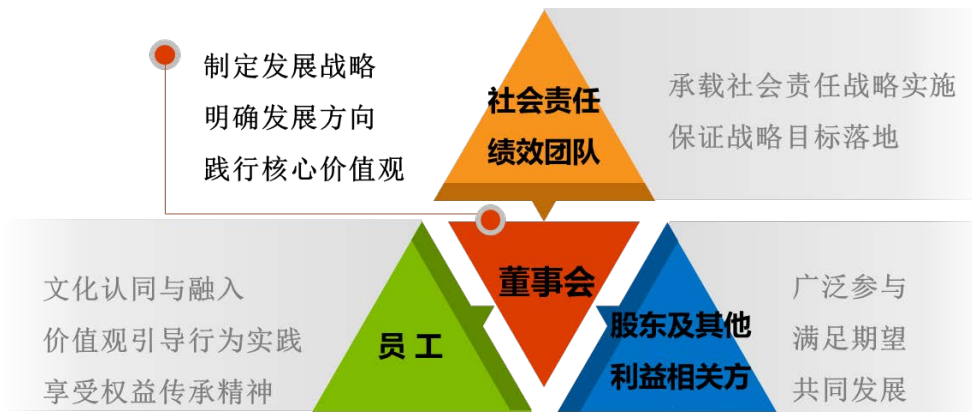 制定发展战略
明确发展方向
践行核心价值观
社会责任
绩效团队
承载社会责任战略实施
保证战略目标落地
董事会
文化认同与融入
价值观引导行为实践
享受权益传承精神
员工
股东及其他
利益相关方
广泛参与
满足期望
共同发展